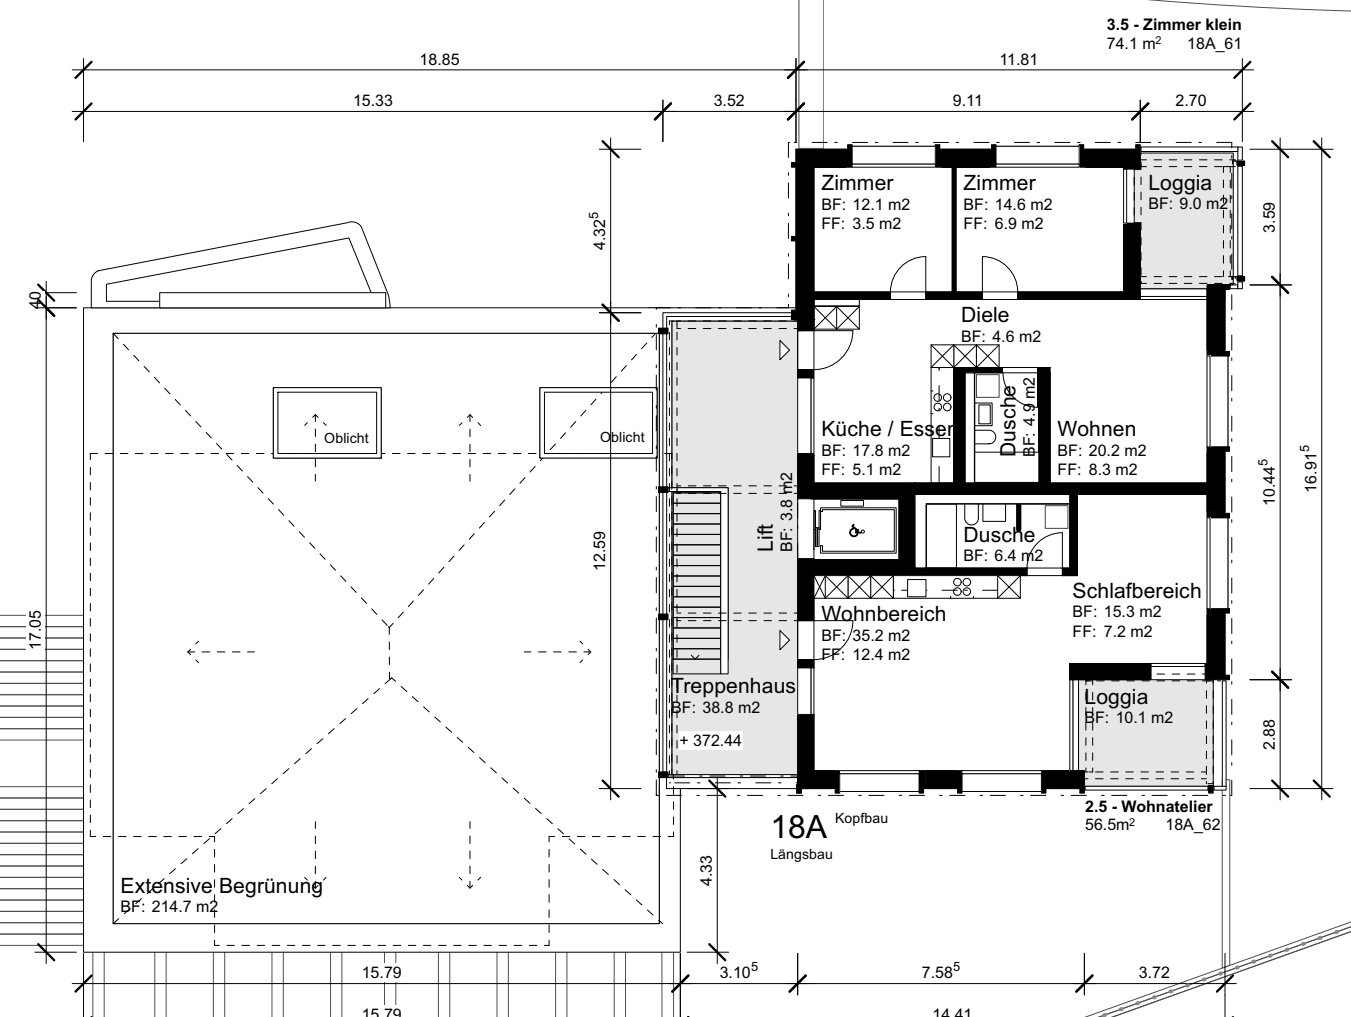 3.5 - Zimmer klein
74.1 m² 18A_61
18.85
11.81
15.33
3.52
9.11
2.70
Zimmer
BF: 12.1 m2
FF: 3.5 m2
Zimmer
BF: 14.6 m2
FF: 6.9 m2
Loggia
BF: 9.0 m2
4.32⁵
3.59
40
Diele
BF: 4.6 m2
Oblicht
Oblicht
Küche / Essen
BF: 17.8 m2
FF: 5.1 m2
Dusche
BF: 4.9 m2
Wohnen
BF: 20.2 m2
FF: 8.3 m2
10.44⁵
16.91⁵
12.59
Lift
BF: 3.8 m2
Dusche
BF: 6.4 m2
17.05
Wohnbereich
BF: 35.2 m2
FF: 12.4 m2
Schlafbereich
BF: 15.3 m2
FF: 7.2 m2
Treppenhaus
BF: 38.8 m2
+ 372.44
Loggia
BF: 10.1 m2
2.88
18A Kopfbau
Längsbau
2.5 - Wohnatelier
56.5m² 18A_62
4.33
Extensive Begrünung
BF: 214.7 m2
15.79
3.10⁵
7.58⁵
3.72
15.79
14.41